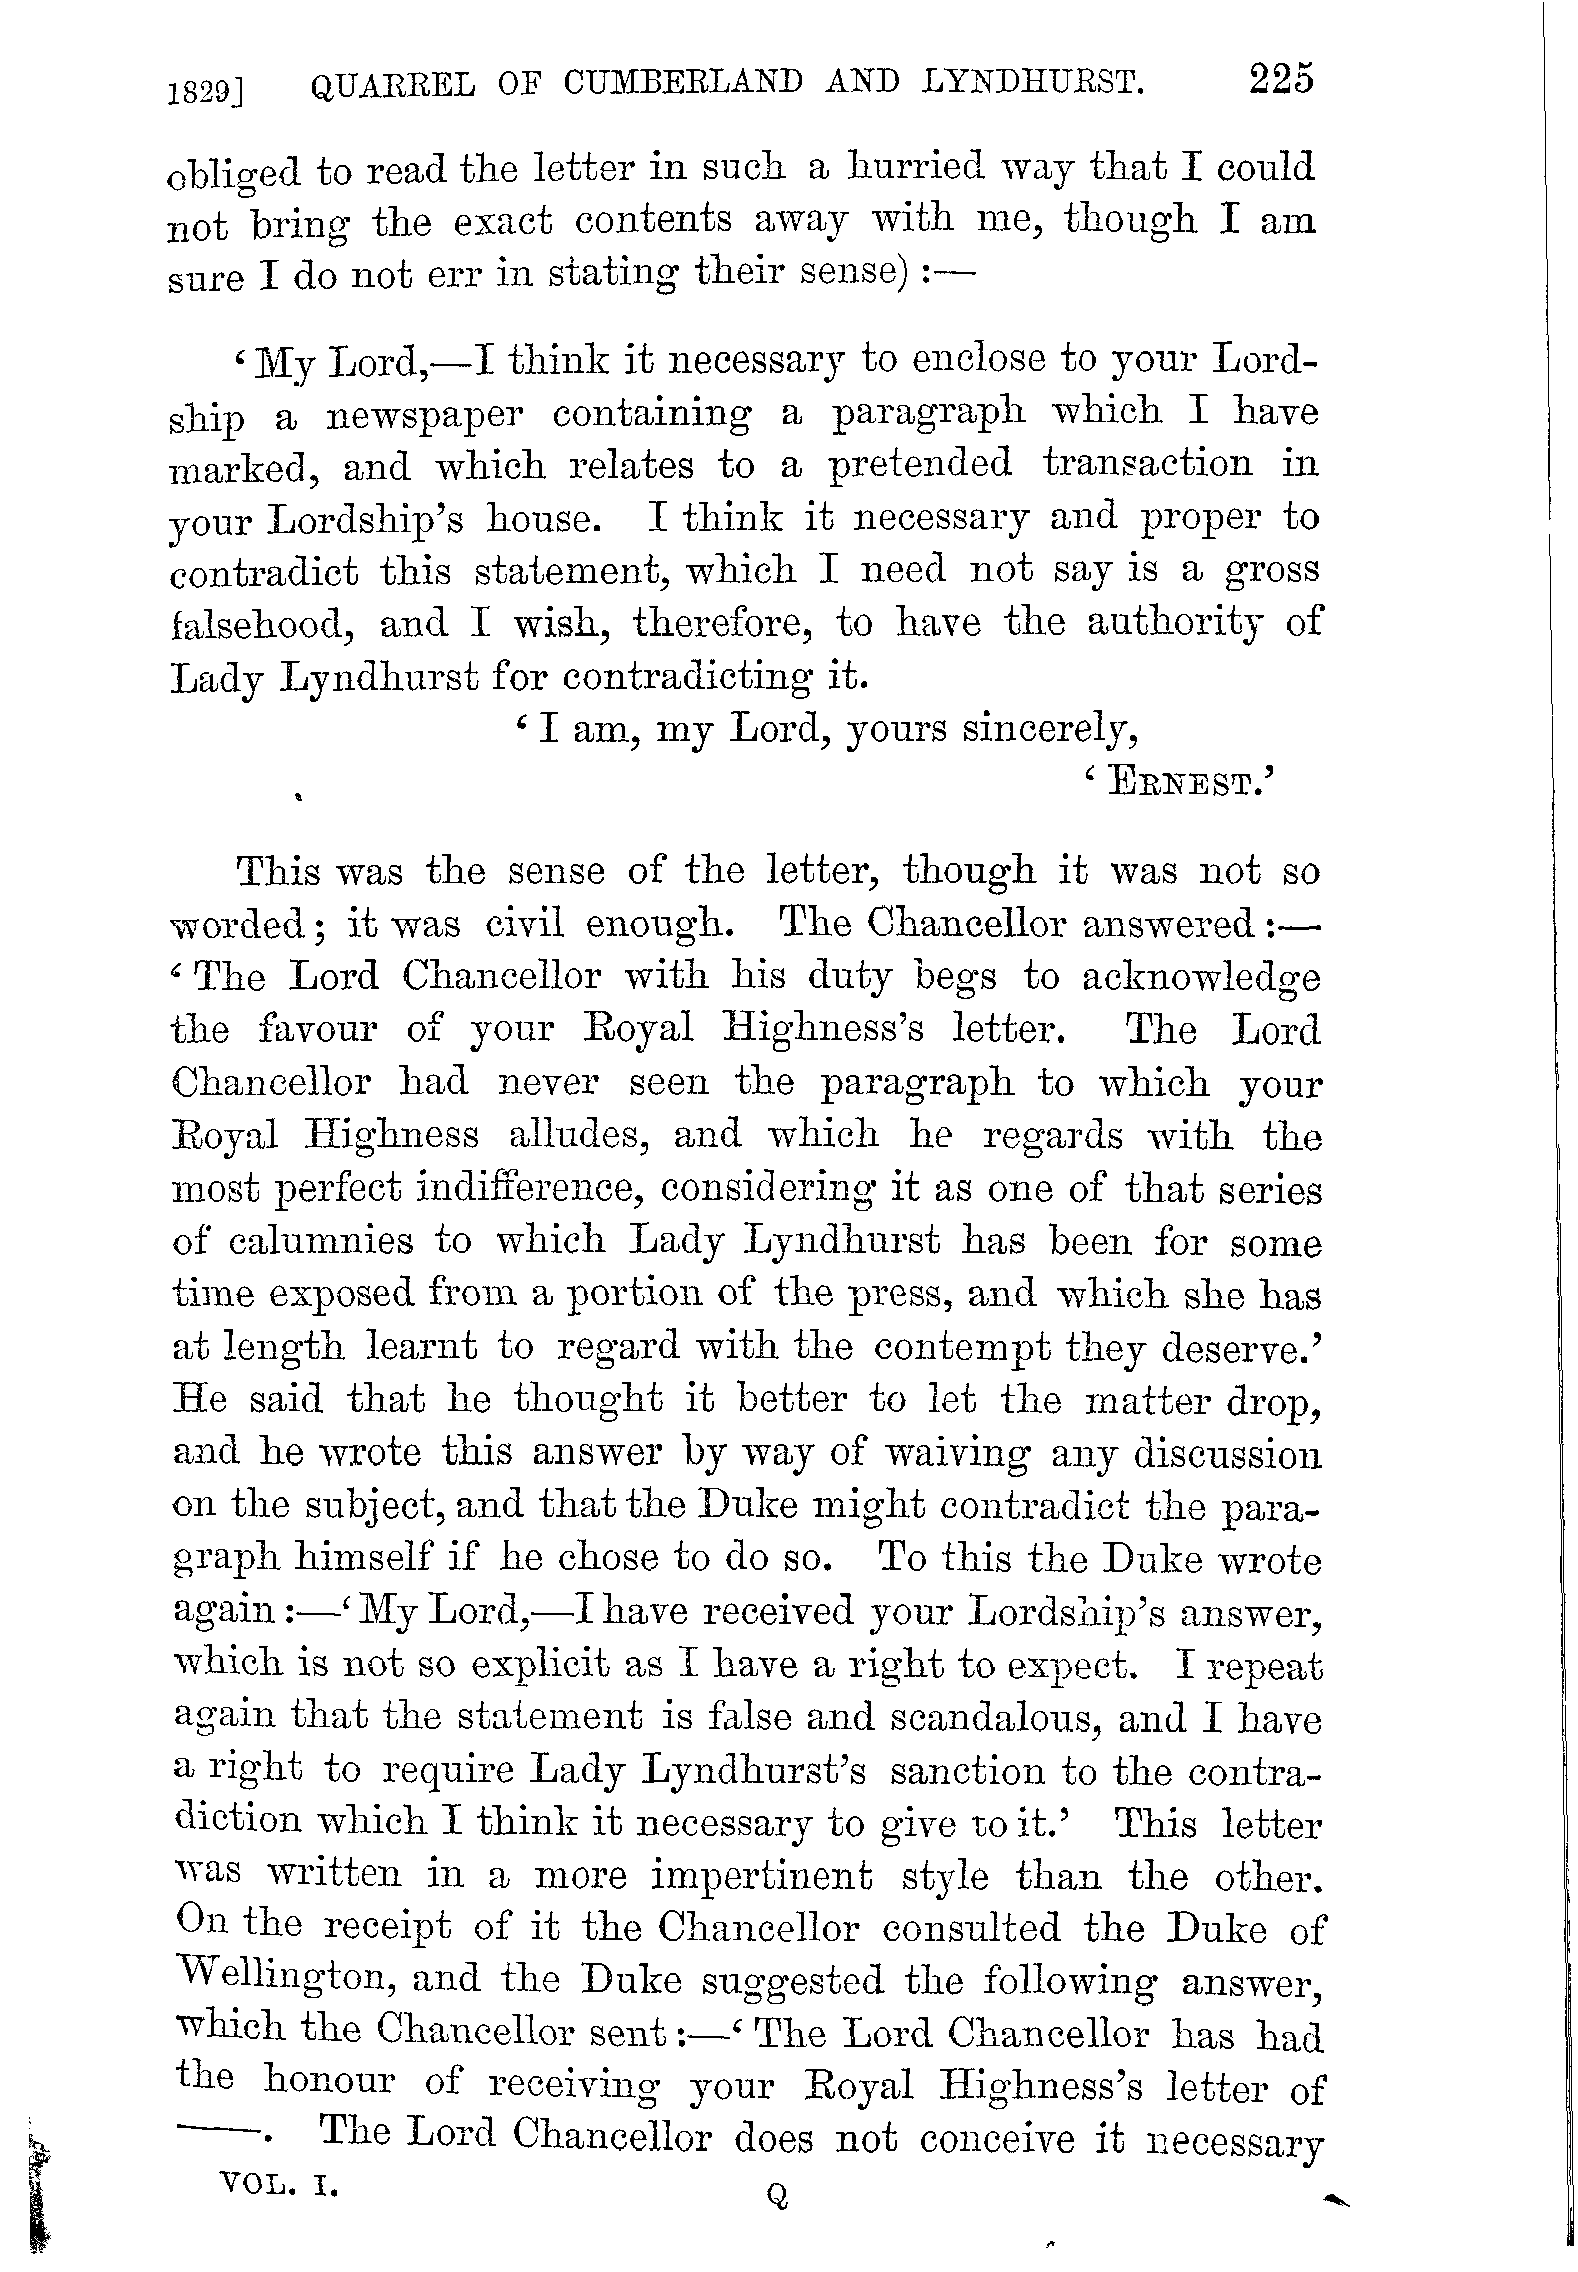 1829] QUARREL OF CUMBERLAND AND LYNDHURST. 225
obliged to read the letter in such a hurried way that I could
not bring the exact contents away with me, though I am
sure I do not err in stating their sense) :—
‘ My Lord,—I think it necessary to enclose to your Lord-
ship a newspaper containing a paragraph which I have
marked, and which relates to a pretended transaction in
your Lordship’s house. I think it necessary and proper to
contradict this statement, which I need not say is a gross
falsehood, and I wish, therefore, to have the authority of
Lady Lyndhurst for contradicting it.
‘ I am, my Lord, yours sincerely,
‘ ERNEST.’
This was the sense of the letter, though it was not so
worded ; it was civil enough. The Chancellor answered :—
‘ The Lord Chancellor with his duty begs to acknowledge
the favour of your Royal Highness’s letter. The Lord
Chancellor had never seen the paragraph to which your
Royal Highness alludes, and which he regards with the
most perfect indifference, considering it as one of that series
of calumnies to which Lady Lyndhurst has been for some
time exposed from a portion of the press, and which she has
at length learnt to regard with the contempt they deserve.’
He said that he thought it better to let the matter drop,
and he wrote this answer by way of waiving any discussion
on the subject, and that the Duke might contradict the para-
graph himself if he chose to do so. To this the Duke wrote
again :—‘ My Lord,—I have received your Lordship’s answer,
which is not so explicit as I have a right to expect. I repeat
again that the statement is false and scandalous, and I have
a right to require Lady Lyndhurst’s sanction to the contra-
diction which I think it necessary to give to it.’ This letter
was written in a more impertinent style than the other.
On the receipt of it the Chancellor consulted the Duke of
Wellington, and the Duke suggested the following answer,
which the Chancellor sent :—‘ The Lord Chancellor has had
the honour of receiving your Royal Highness’s letter of
——. The Lord Chancellor does not conceive it necessary
VOL. I. Q